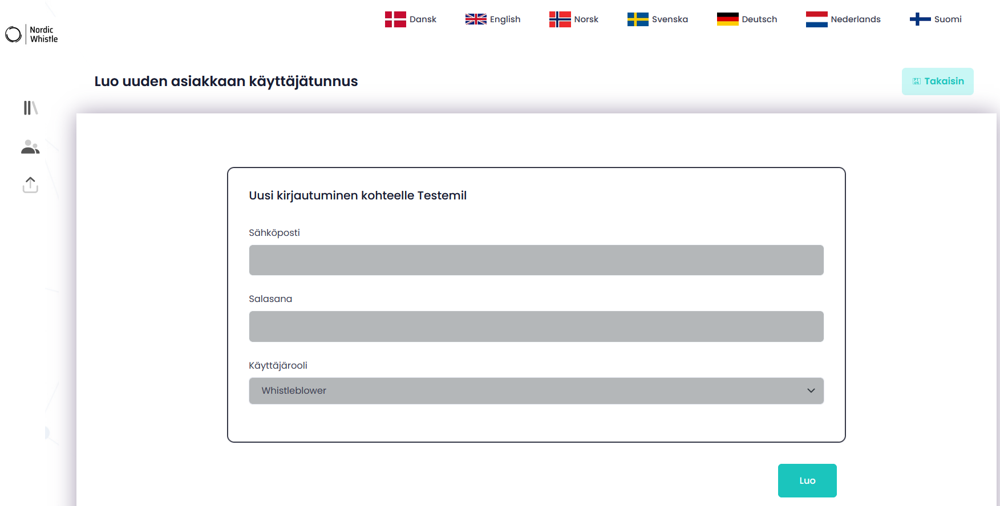 Nordic
Whistle
Dansk
English
Norsk
Svenska
Deutsch
Nederlands
Suomi
Luo uuden asiakkaan käyttäjätunnus
Takaisin
Uusi kirjautuminen kohteelle Testemil
Sähköposti
Salasana
Käyttäjärooli
Whistleblower
Luo